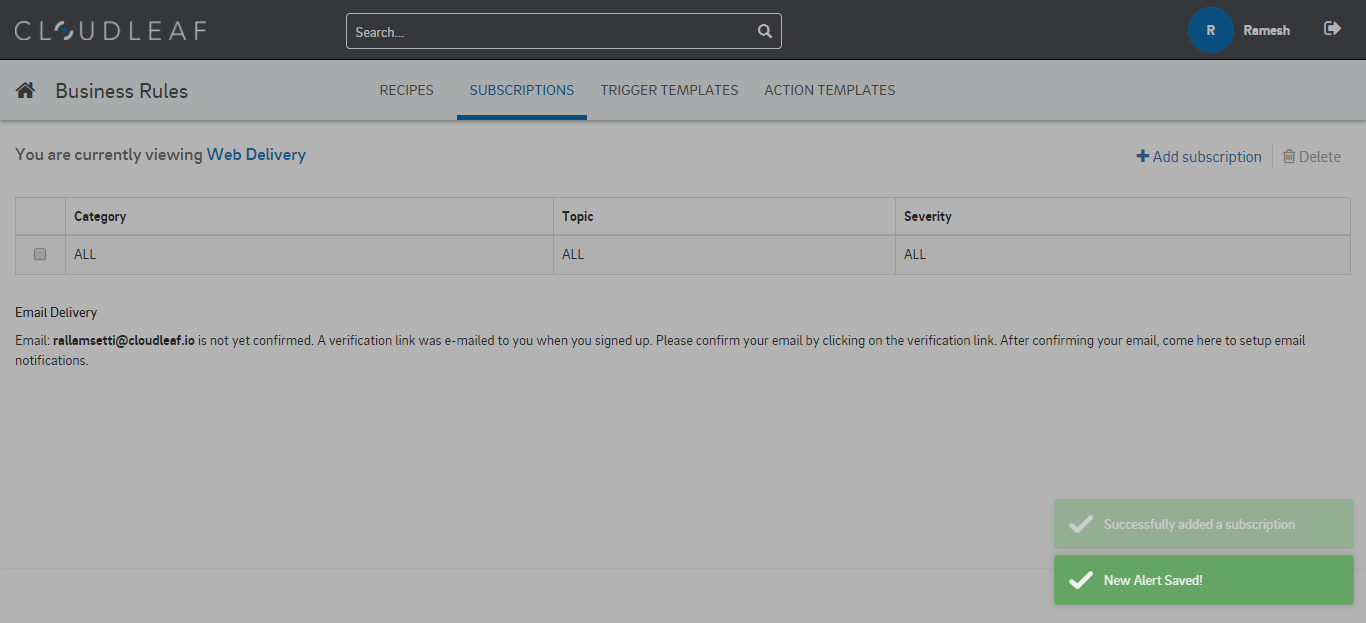 CLOUDLEAF
Search...
R
Ramesh
Business Rules
RECIPES
SUBSCRIPTIONS
TRIGGER TEMPLATES
ACTION TEMPLATES
You are currently viewing Web Delivery
Add subscription
Delete
Category Topic Severity
ALL ALL ALL
Email Delivery
Email: rallamsetti@cloudleaf.io is not yet confirmed. A verification link was e-mailed to you when you signed up. Please confirm your email by clicking on the verification link. After confirming your email, come here to setup email
notifications.
Successfully added a subscription
New Alert Saved!